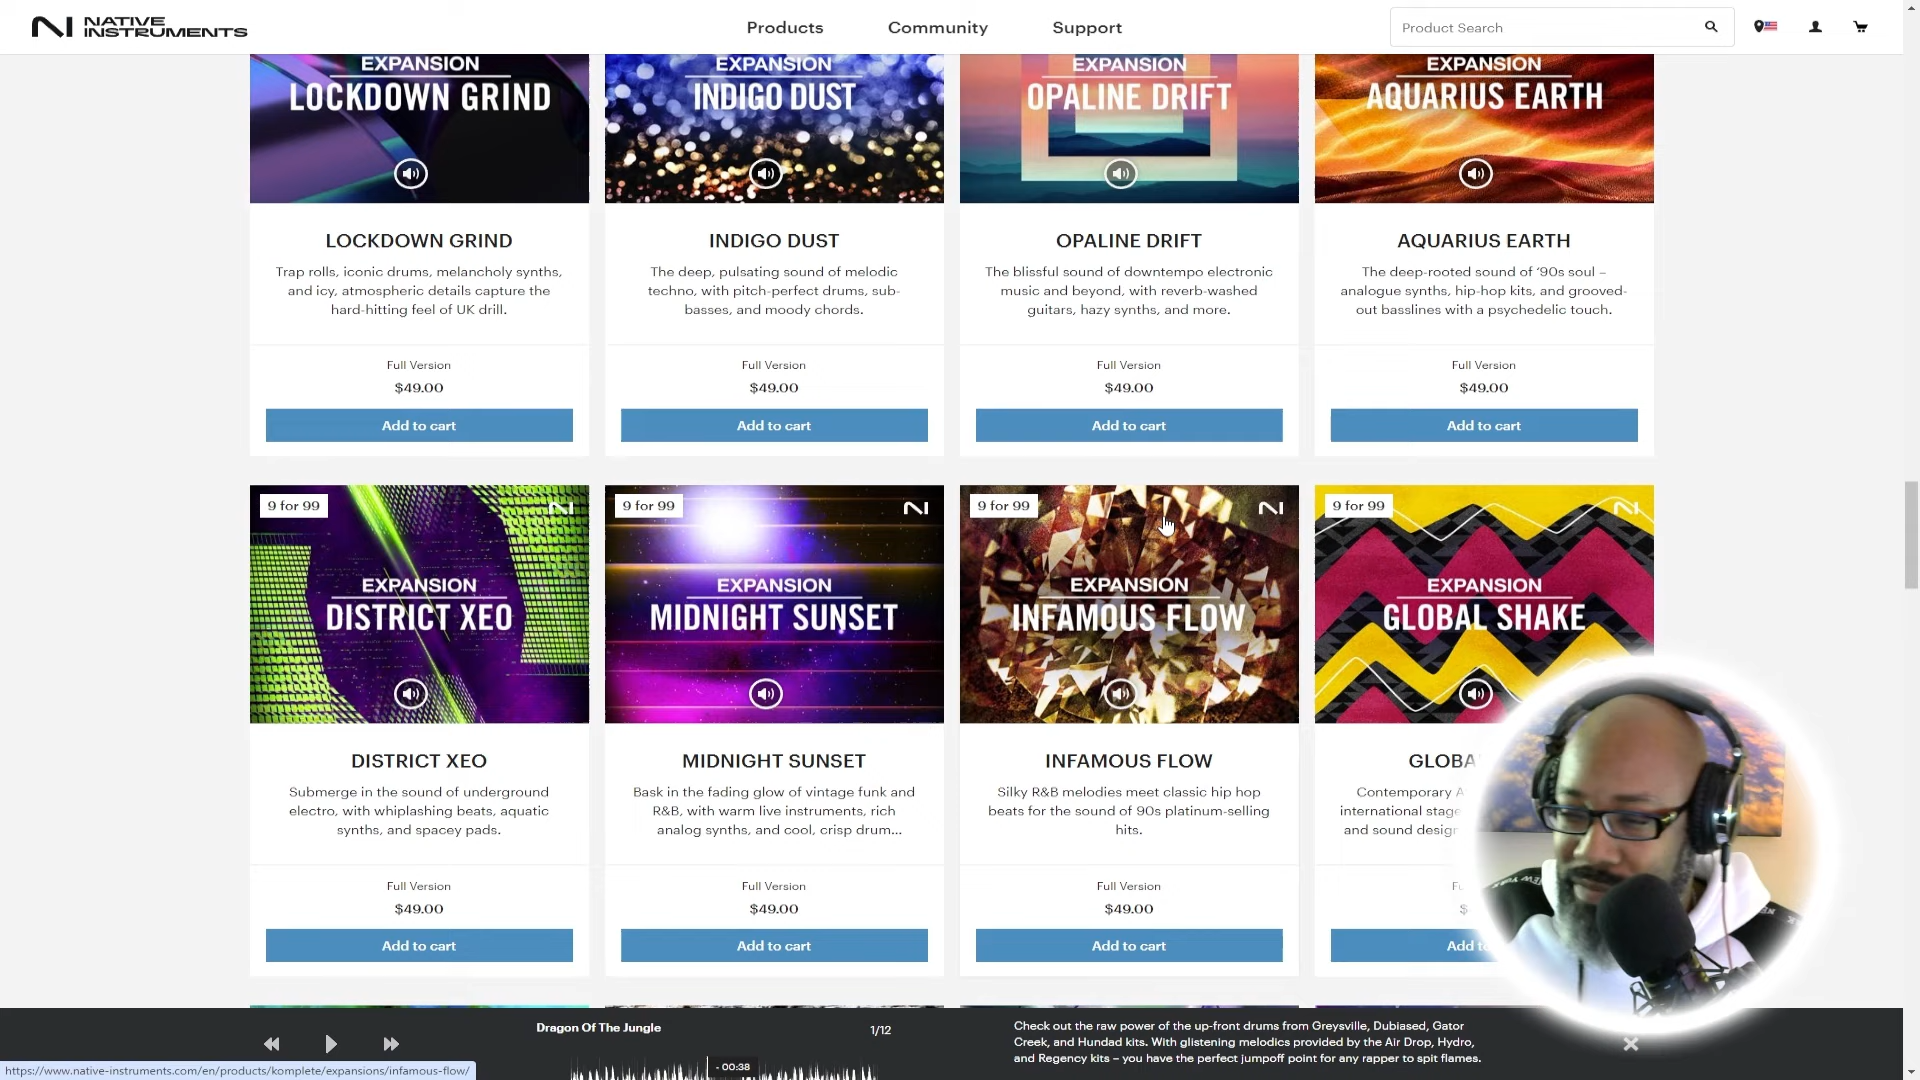 NATIVE
INSTRUMENTS
Products
Community
Support
Product Search
EXPANSION
LOCKDOWN GRIND
EXPANSION
INDIGO DUST
EXPANSION
OPALINE DRIFT
EXPANSION
AQUARIUS EARTH
LOCKDOWN GRIND
Trap rolls, iconic drums, melancholy synths,
and icy, atmospheric details capture the
hard-hitting feel of UK drill.
Full Version
$49.00
Add to cart
INDIGO DUST
The deep, pulsating sound of melodic
techno, with pitch-perfect drums, sub-
basses, and moody chords.
Full Version
$49.00
Add to cart
OPALINE DRIFT
The blissful sound of downtempo electronic
music and beyond, with reverb-washed
guitars, hazy synths, and more.
Full Version
$49.00
Add to cart
AQUARIUS EARTH
The deep-rooted sound of ‘90s soul –
analogue synths, hip-hop kits, and grooved-
out basslines with a psychedelic touch.
Full Version
$49.00
Add to cart
9 for 99
EXPANSION
DISTRICT XEO
9 for 99
EXPANSION
MIDNIGHT SUNSET
9 for 99
EXPANSION
INFAMOUS FLOW
9 for 99
EXPANSION
GLOBAL SHAKE
DISTRICT XEO
Submerge in the sound of underground
electro, with whiplashing beats, aquatic
synths, and spacey pads.
Full Version
$49.00
Add to cart
MIDNIGHT SUNSET
Bask in the fading glow of vintage funk and
R&B, with warm live instruments, rich
analog synths, and cool, crisp drum...
Full Version
$49.00
Add to cart
INFAMOUS FLOW
Silky R&B melodies meet classic hip hop
beats for the sound of 90s platinum-selling
hits.
Full Version
$49.00
Add to cart
GLOBA
Contemporary A
international stage
and sound design
Fu
$
Add to
Dragon Of The Jungle
1/12
- 00:38
Check out the raw power of the up-front drums from Greysville, Dubiased, Gator
Creek, and Hundad kits. With glistening melodics provided by the Air Drop, Hydro,
and Regency kits – you have the perfect jumpoff point for any rapper to spit flames.
https://www.native-instruments.com/en/products/komplete/expansions/infamous-flow/